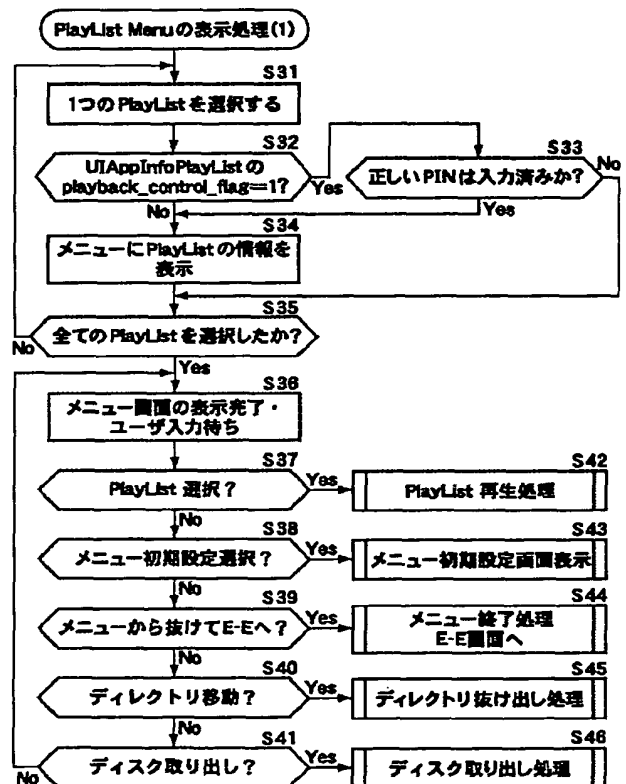 PlayList Menuの表示処理(1)
S31
1つのPlayListを選択する
S32
UIAppInfoPlayListの
playback_control_flag==1?
Yes
No
S33
正しいPINは入力済みか?
No
Yes
S34
メニューにPlayListの情報を
表示
S35
全てのPlayListを選択したか?
No
Yes
S36
メニュー画面の表示完了・
ユーザ入力待ち
S37
PlayList 選択?
Yes
No
S42
PlayList 再生処理
S38
メニュー初期設定選択?
Yes
No
S43
メニュー初期設定画面表示
S39
メニューから抜けてE-Eへ?
Yes
No
S44
メニュー終了処理
E-E画面へ
S40
ディレクトリ移動?
Yes
No
S45
ディレクトリ抜け出し処理
S41
ディスク取り出し?
Yes
No
S46
ディスク取り出し処理